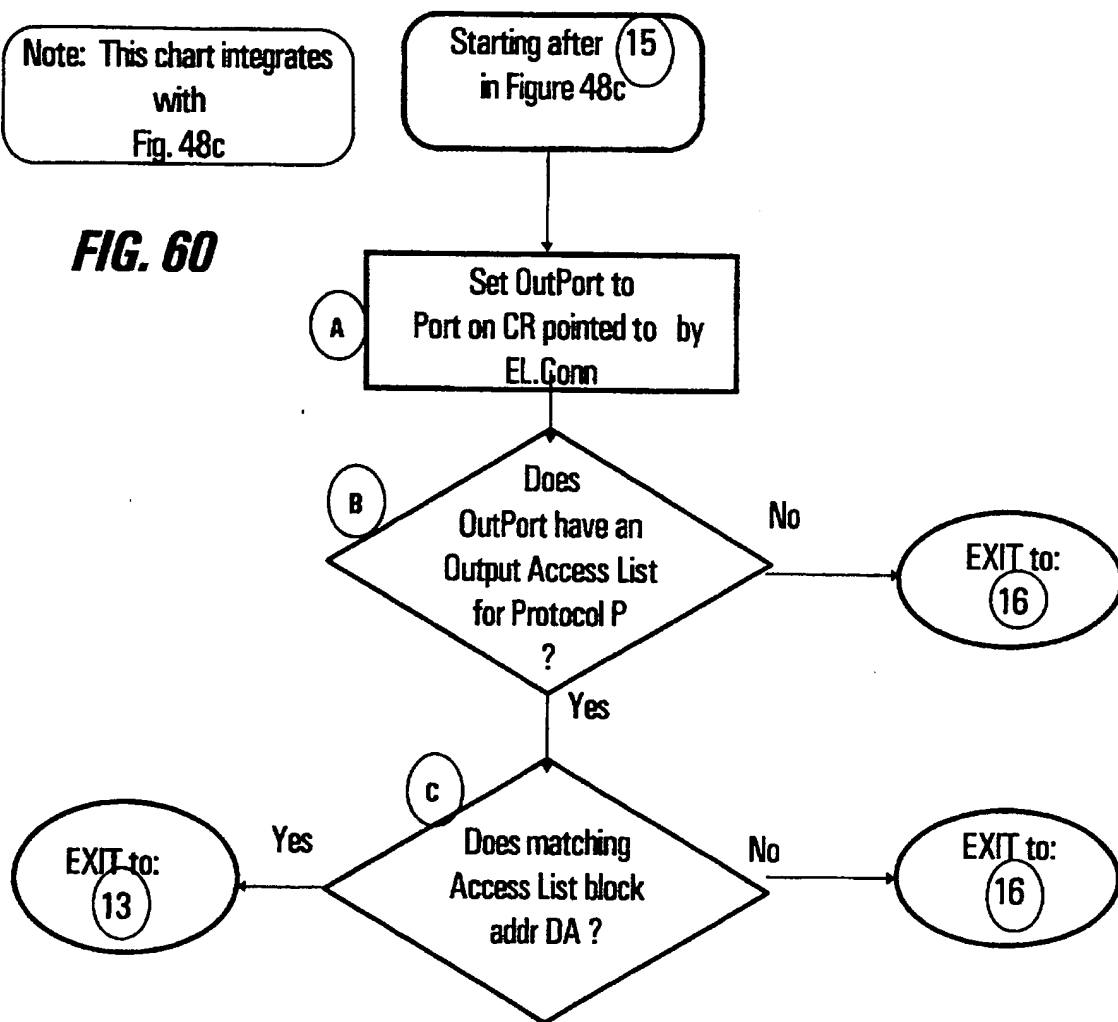 Note: This chart integrates
with
Fig. 48c
Starting after 15
in Figure 48c
FIG. 60
A
Set OutPort to
Port on CR pointed to by
EL.Conn
B
Does
OutPort have an
Output Access List
for Protocol P
?
No
EXIT to:
16
Yes
C
Does matching
Access List block
addr DA ?
Yes
EXIT to:
13
No
EXIT to:
16